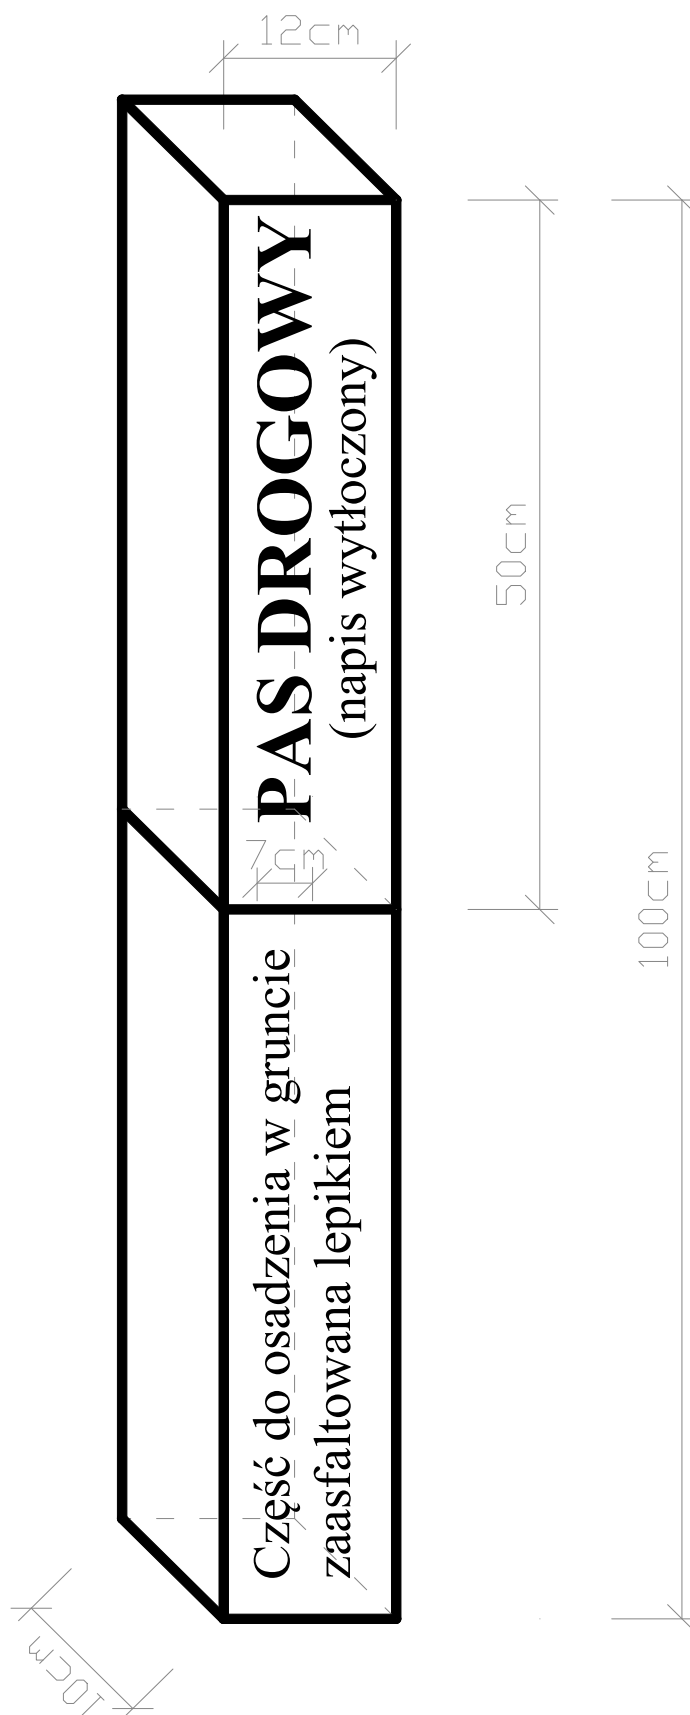 12cm
PAS DROGOWY
(napis wytłoczony)
50cm
100cm
7cm
Część do osadzenia w gruncie
zaasfaltowana lepikiem
10cm